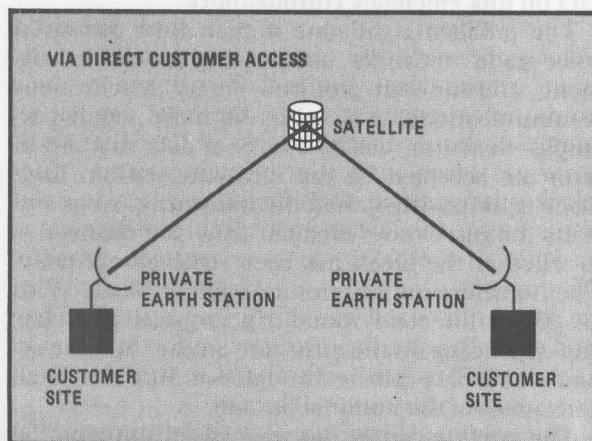 VIA DIRECT CUSTOMER ACCESS
SATELLITE
PRIVATE
EARTH STATION
PRIVATE
EARTH STATION
CUSTOMER
SITE
CUSTOMER
SITE